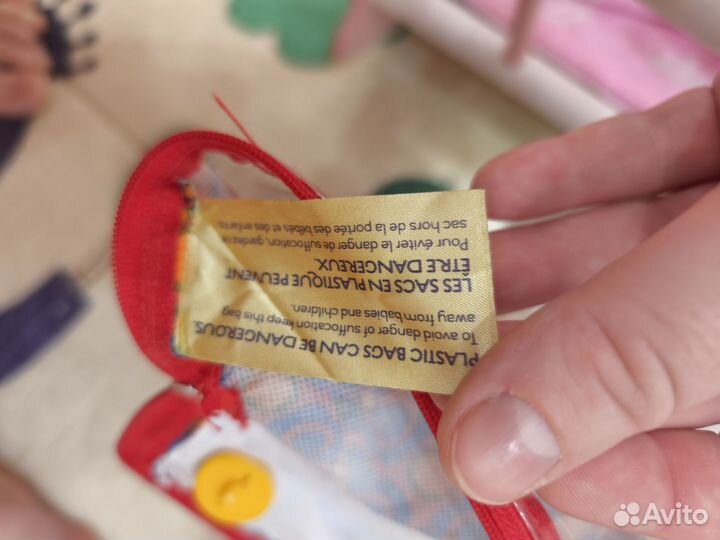 PLASTIC BAGS CAN BE DANGEROUS.
To avoid danger of suffocation keep this bag
away from babies and children.
LES SACS EN PLASTIQUE PEUVENT
ÊTRE DANGEREUX.
Pour éviter le danger de suffocation, gardez ce
sac hors de la portée des bébés et des enfants.
Avito